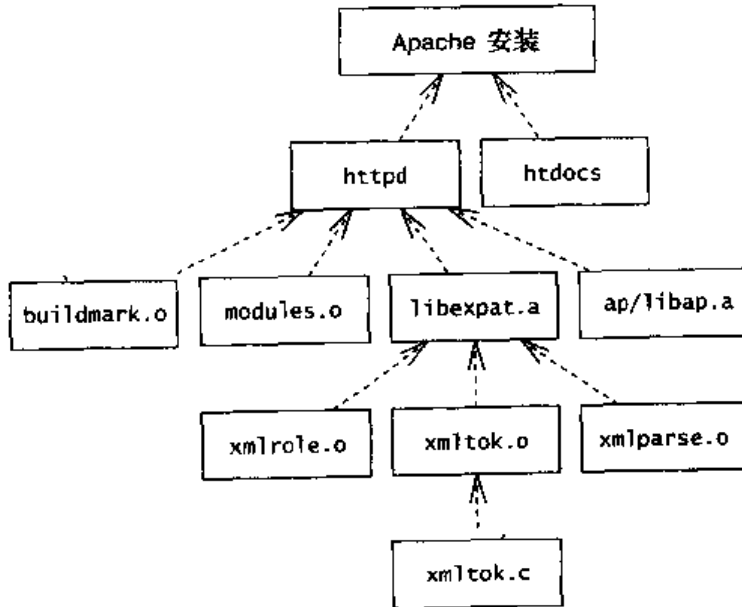 Apache 安装
httpd
htdocs
buildmark.o
modules.o
libexpat.a
ap/libap.a
xmlrole.o
xmltok.o
xmlparse.o
xmltok.c